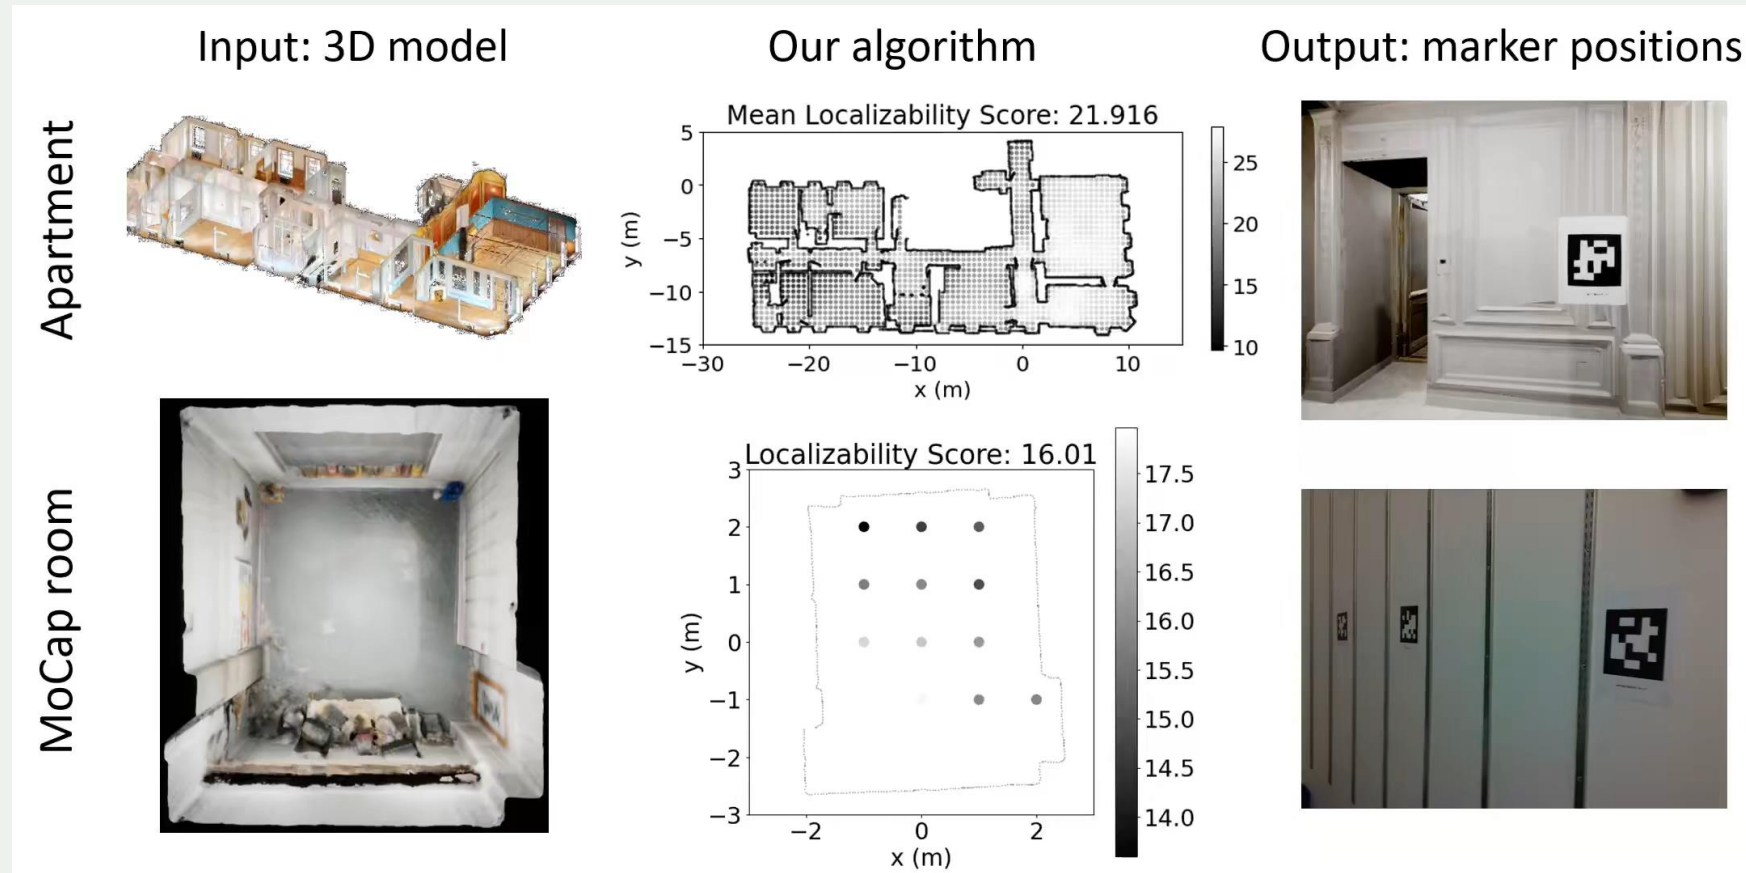 Input: 3D model
Our algorithm
Output: marker positions
Apartment
Mean Localizability Score: 21.916
5
0
−5
−10
−15
y (m)
−30
−20
−10
0
10
x (m)
25
20
15
10
MoCap room
Localizability Score: 16.01
3
2
1
0
−1
−2
−3
y (m)
−2
0
2
x (m)
17.5
17.0
16.5
16.0
15.5
15.0
14.5
14.0